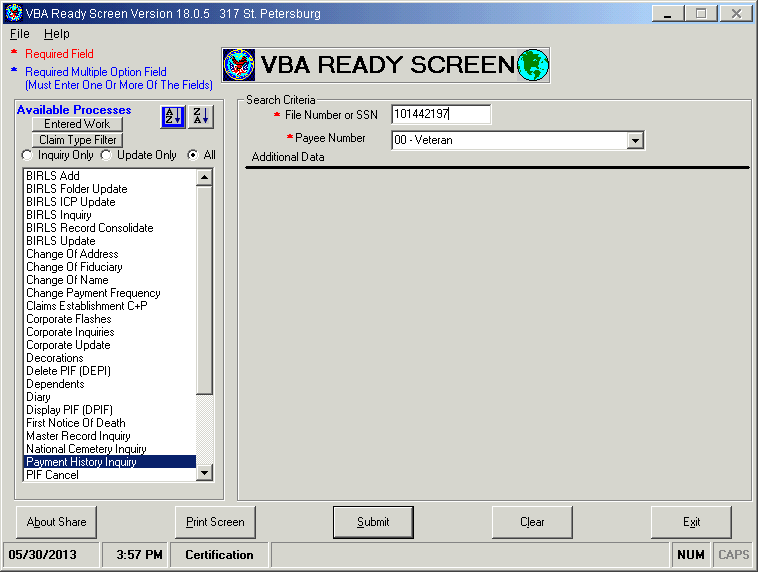 VBA Ready Screen Version 18.0.5 317 St. Petersburg
File Help
* Required Field
* Required Multiple Option Field
(Must Enter One Or More Of The Fields)
VBA READY SCREEN
Available Processes
Entered Work
Claim Type Filter
A Z
Z A
Inquiry Only Update Only All
BIRLS Add
BIRLS Folder Update
BIRLS ICP Update
BIRLS Inquiry
BIRLS Record Consolidate
BIRLS Update
Change Of Address
Change Of Fiduciary
Change Of Name
Change Payment Frequency
Claims Establishment C+P
Corporate Flashes
Corporate Inquiries
Corporate Update
Decorations
Delete PIF (DEPI)
Dependents
Diary
Display PIF (DPIF)
First Notice Of Death
Master Record Inquiry
National Cemetery Inquiry
Payment History Inquiry
PIF Cancel
Search Criteria
* File Number or SSN 101442197
* Payee Number 00 - Veteran
Additional Data
About Share Print Screen Submit Clear Exit
05/30/2013 3:57 PM Certification NUM CAPS